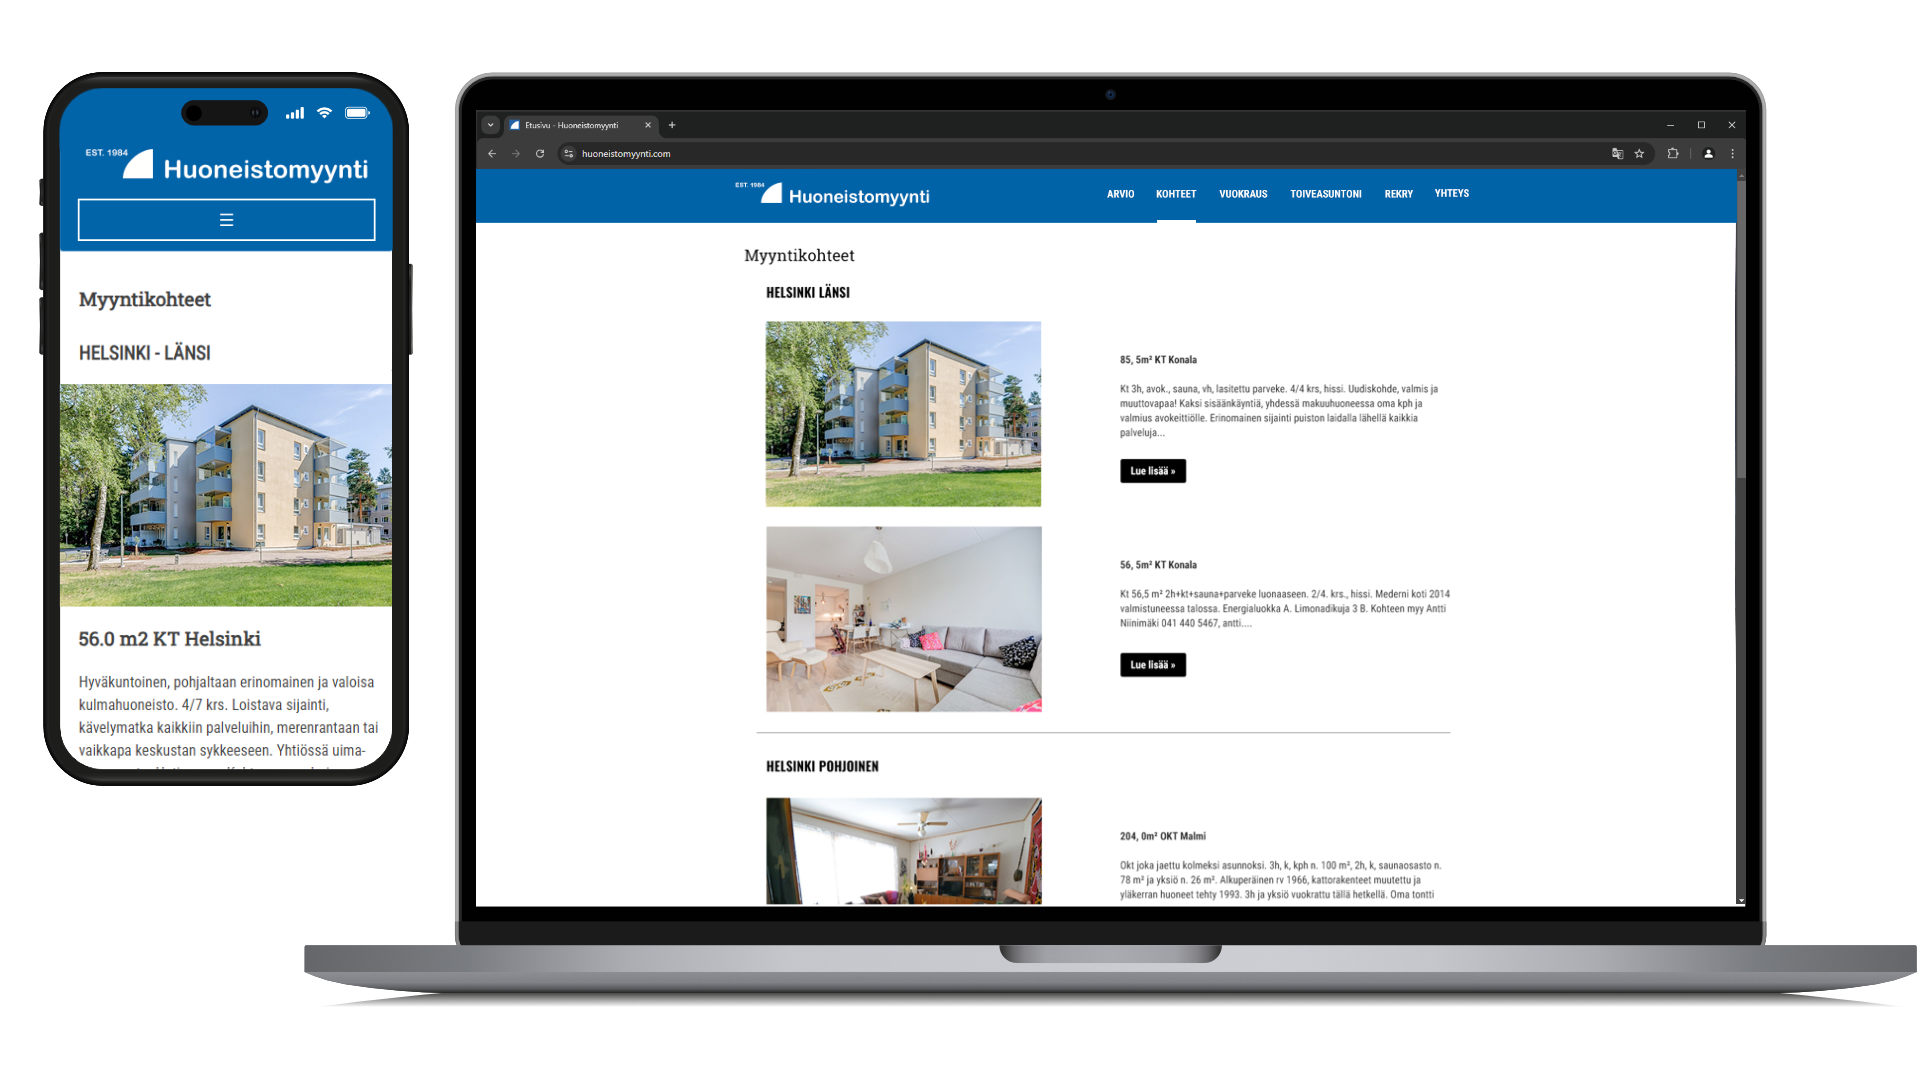 EST. 1984
Huoneistomyynti
Myyntikohteet
HELSINKI - LÄNSI
56.0 m2 KT Helsinki
Hyväkuntoinen, pohjaltaan erinomainen ja valoisa
kulmahuoneisto. 4/7 krs. Loistava sijainti,
kävelymatka kaikkiin palveluihin, merenrantaan tai
vaikkapa keskustan sykkeeseen. Yhtiössä uima-
Etusivu - Huoneistomyynti
huoneistomyynti.com
EST. 1984
Huoneistomyynti
ARVIO KOHTEET VUOKRAUS TOIVEASUNTONI REKRY YHTEYS
Myyntikohteet
HELSINKI LÄNSI
85, 5m² KT Konala
Kt 3h, avok., sauna, vh, lasitettu parveke. 4/4 krs, hissi. Uudiskohde, valmis ja
muuttovapaa! Kaksi sisäänkäyntiä, yhdessä makuuhuoneessa oma kph ja
valmius avokeittiölle. Erinomainen sijainti puiston laidalla lähellä kaikkia
palveluja...
Lue lisää »
56, 5m² KT Konala
Kt 56,5 m² 2h+kt+sauna+parveke luonaaseen. 2/4. krs., hissi. Mederni koti 2014
valmistuneessa talossa. Energialuokka A. Limonadikuja 3 B. Kohteen myy Antti
Niinimäki 041 440 5467, antti....
Lue lisää »
HELSINKI POHJOINEN
204, 0m² OKT Malmi
Okt joka jaettu kolmeksi asunnoksi. 3h, k, kph n. 100 m², 2h, k, saunaosasto n.
78 m² ja yksiö n. 26 m². Alkuperäinen rv 1966, kattorakenteet muutettu ja
yläkerran huoneet tehty 1993. 3h ja yksiö vuokrattu tällä hetkellä. Oma tontti